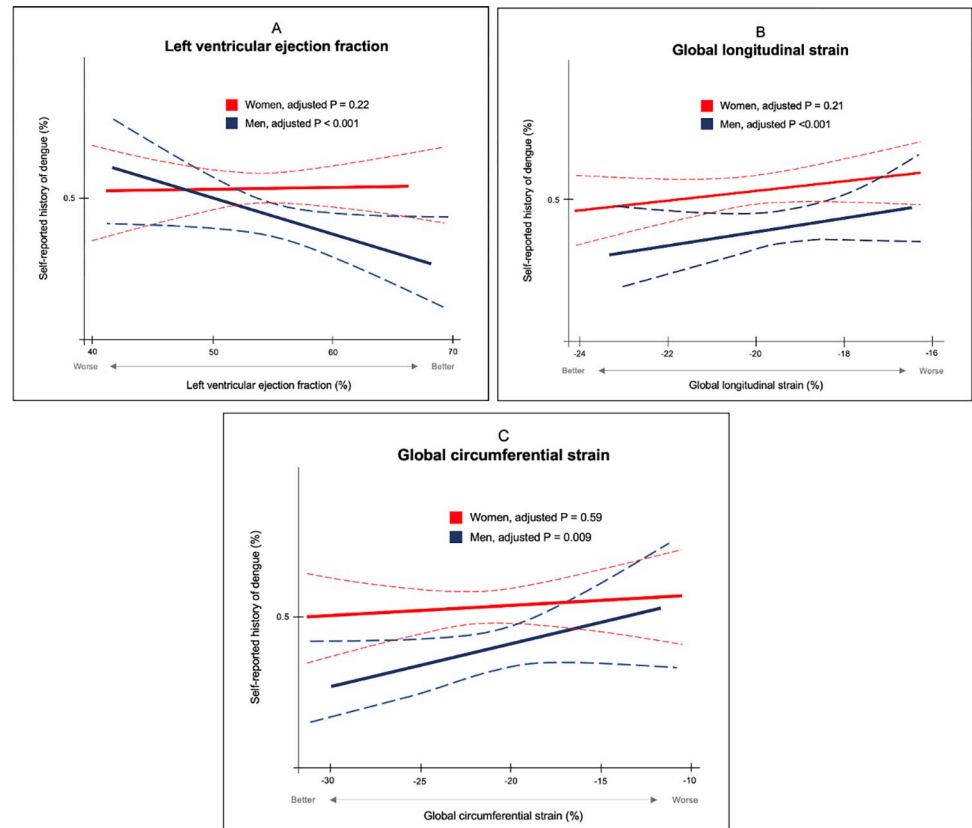 A
Left ventricular ejection fraction
Women, adjusted P = 0.22
Men, adjusted P < 0.001
Self-reported history of dengue (%)
0.5
40 50 60 70
Worse Better
Left ventricular ejection fraction (%)
B
Global longitudinal strain
Women, adjusted P = 0.21
Men, adjusted P <0.001
Self-reported history of dengue (%)
0.5
-24 -22 -20 -18 -16
Better Worse
Global longitudinal strain (%)
C
Global circumferential strain
Women, adjusted P = 0.59
Men, adjusted P = 0.009
Self-reported history of dengue (%)
0.5
-30 -25 -20 -15 -10
Better Worse
Global circumferential strain (%)